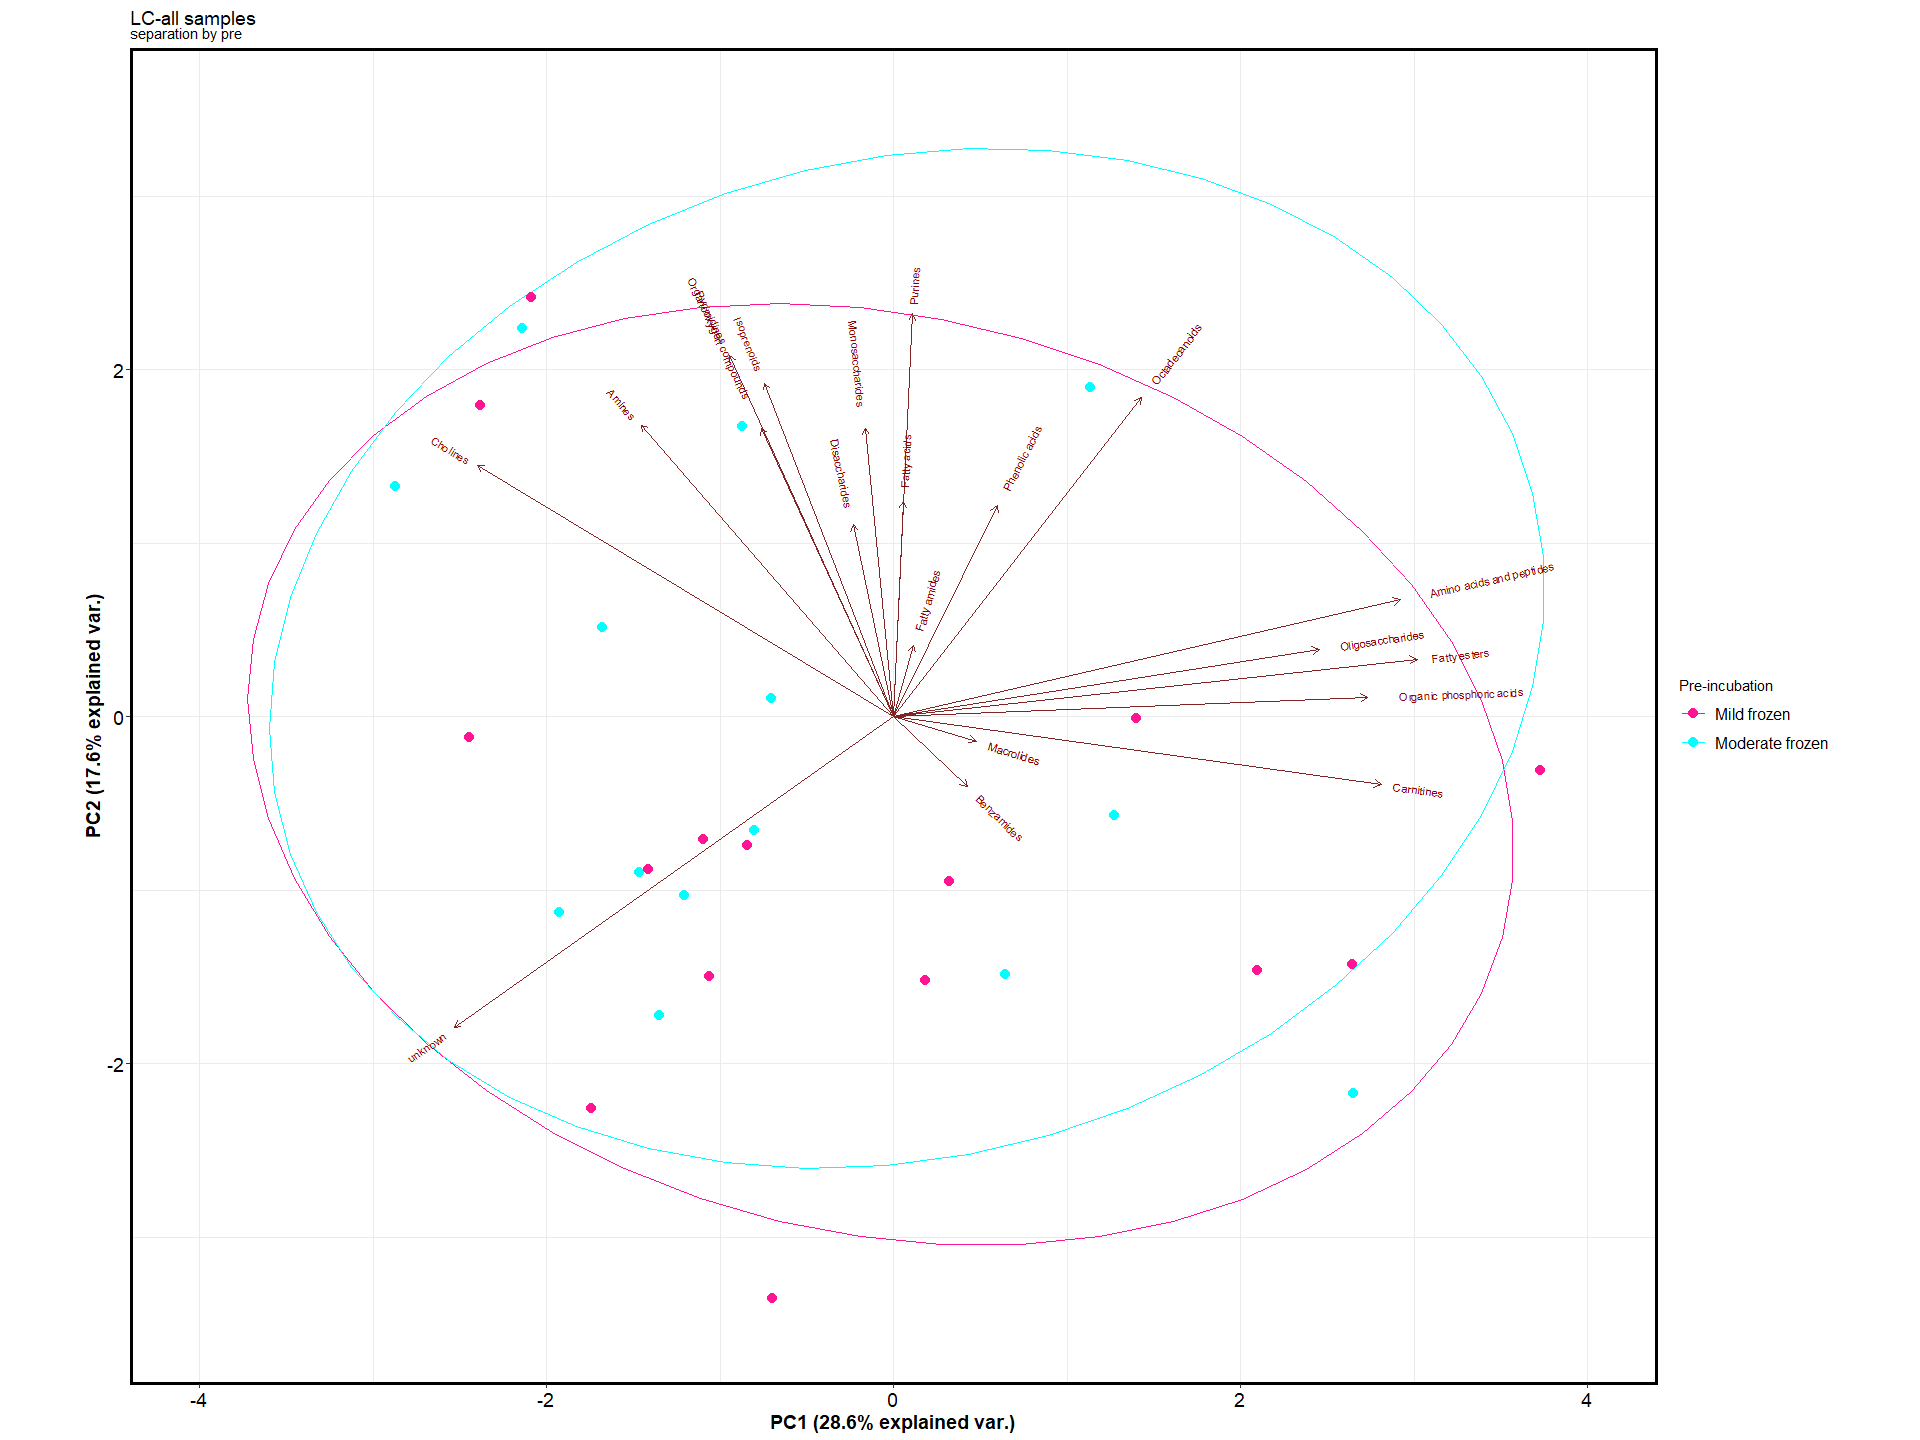 LC-all samples
separation by pre
Purines
Organooxygen compounds
Pyrimidines
Isoprenoids
Monosaccharides
Octadecanoids
Amines
Cholines
Disaccharides
Fatty acids
Phenolic acids
Fatty amides
Amino acids and peptides
Oligosaccharides
Fatty esters
Organic phosphoric acids
Macrolides
Carnitines
Benzamides
unknown
2
0
-2
PC2 (17.6% explained var.)
-4
-2
0
2
4
PC1 (28.6% explained var.)
Pre-incubation
Mild frozen
Moderate frozen